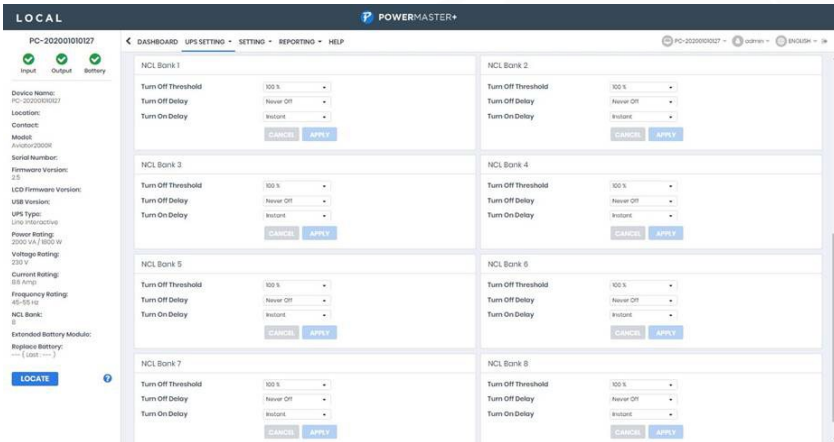 LOCAL
POWERMASTER+
PC-202001010127
DASHBOARD UPS SETTING SETTING REPORTING HELP
PC-202001010127 admin ENGLISH
Input Output Battery
Device Name:
PC-202001010127
Location:
Contact:
Model:
Aviator2000R
Serial Number:
Firmware Version:
2.5
LCD Firmware Version:
USB Version:
UPS Type:
Line Interactive
Power Rating:
2000 VA / 1800 W
Voltage Rating:
230 V
Current Rating:
Frequency Rating:
45-55 Hz
NCL Bank:
8
Extended Battery Module:
Replace Battery:
--- ( Last : --- )
LOCATE ?
NCL Bank 1
Turn Off Threshold 100 %
Turn Off Delay Never Off
Turn On Delay Instant
CANCEL APPLY
NCL Bank 2
Turn Off Threshold 100 %
Turn Off Delay Never Off
Turn On Delay Instant
CANCEL APPLY
NCL Bank 3
Turn Off Threshold 100 %
Turn Off Delay Never Off
Turn On Delay Instant
CANCEL APPLY
NCL Bank 4
Turn Off Threshold 100 %
Turn Off Delay Never Off
Turn On Delay Instant
CANCEL APPLY
NCL Bank 5
Turn Off Threshold 100 %
Turn Off Delay Never Off
Turn On Delay Instant
CANCEL APPLY
NCL Bank 6
Turn Off Threshold 100 %
Turn Off Delay Never Off
Turn On Delay Instant
CANCEL APPLY
NCL Bank 7
Turn Off Threshold 100 %
Turn Off Delay Never Off
Turn On Delay Instant
CANCEL APPLY
NCL Bank 8
Turn Off Threshold 100 %
Turn Off Delay Never Off
Turn On Delay Instant
CANCEL APPLY